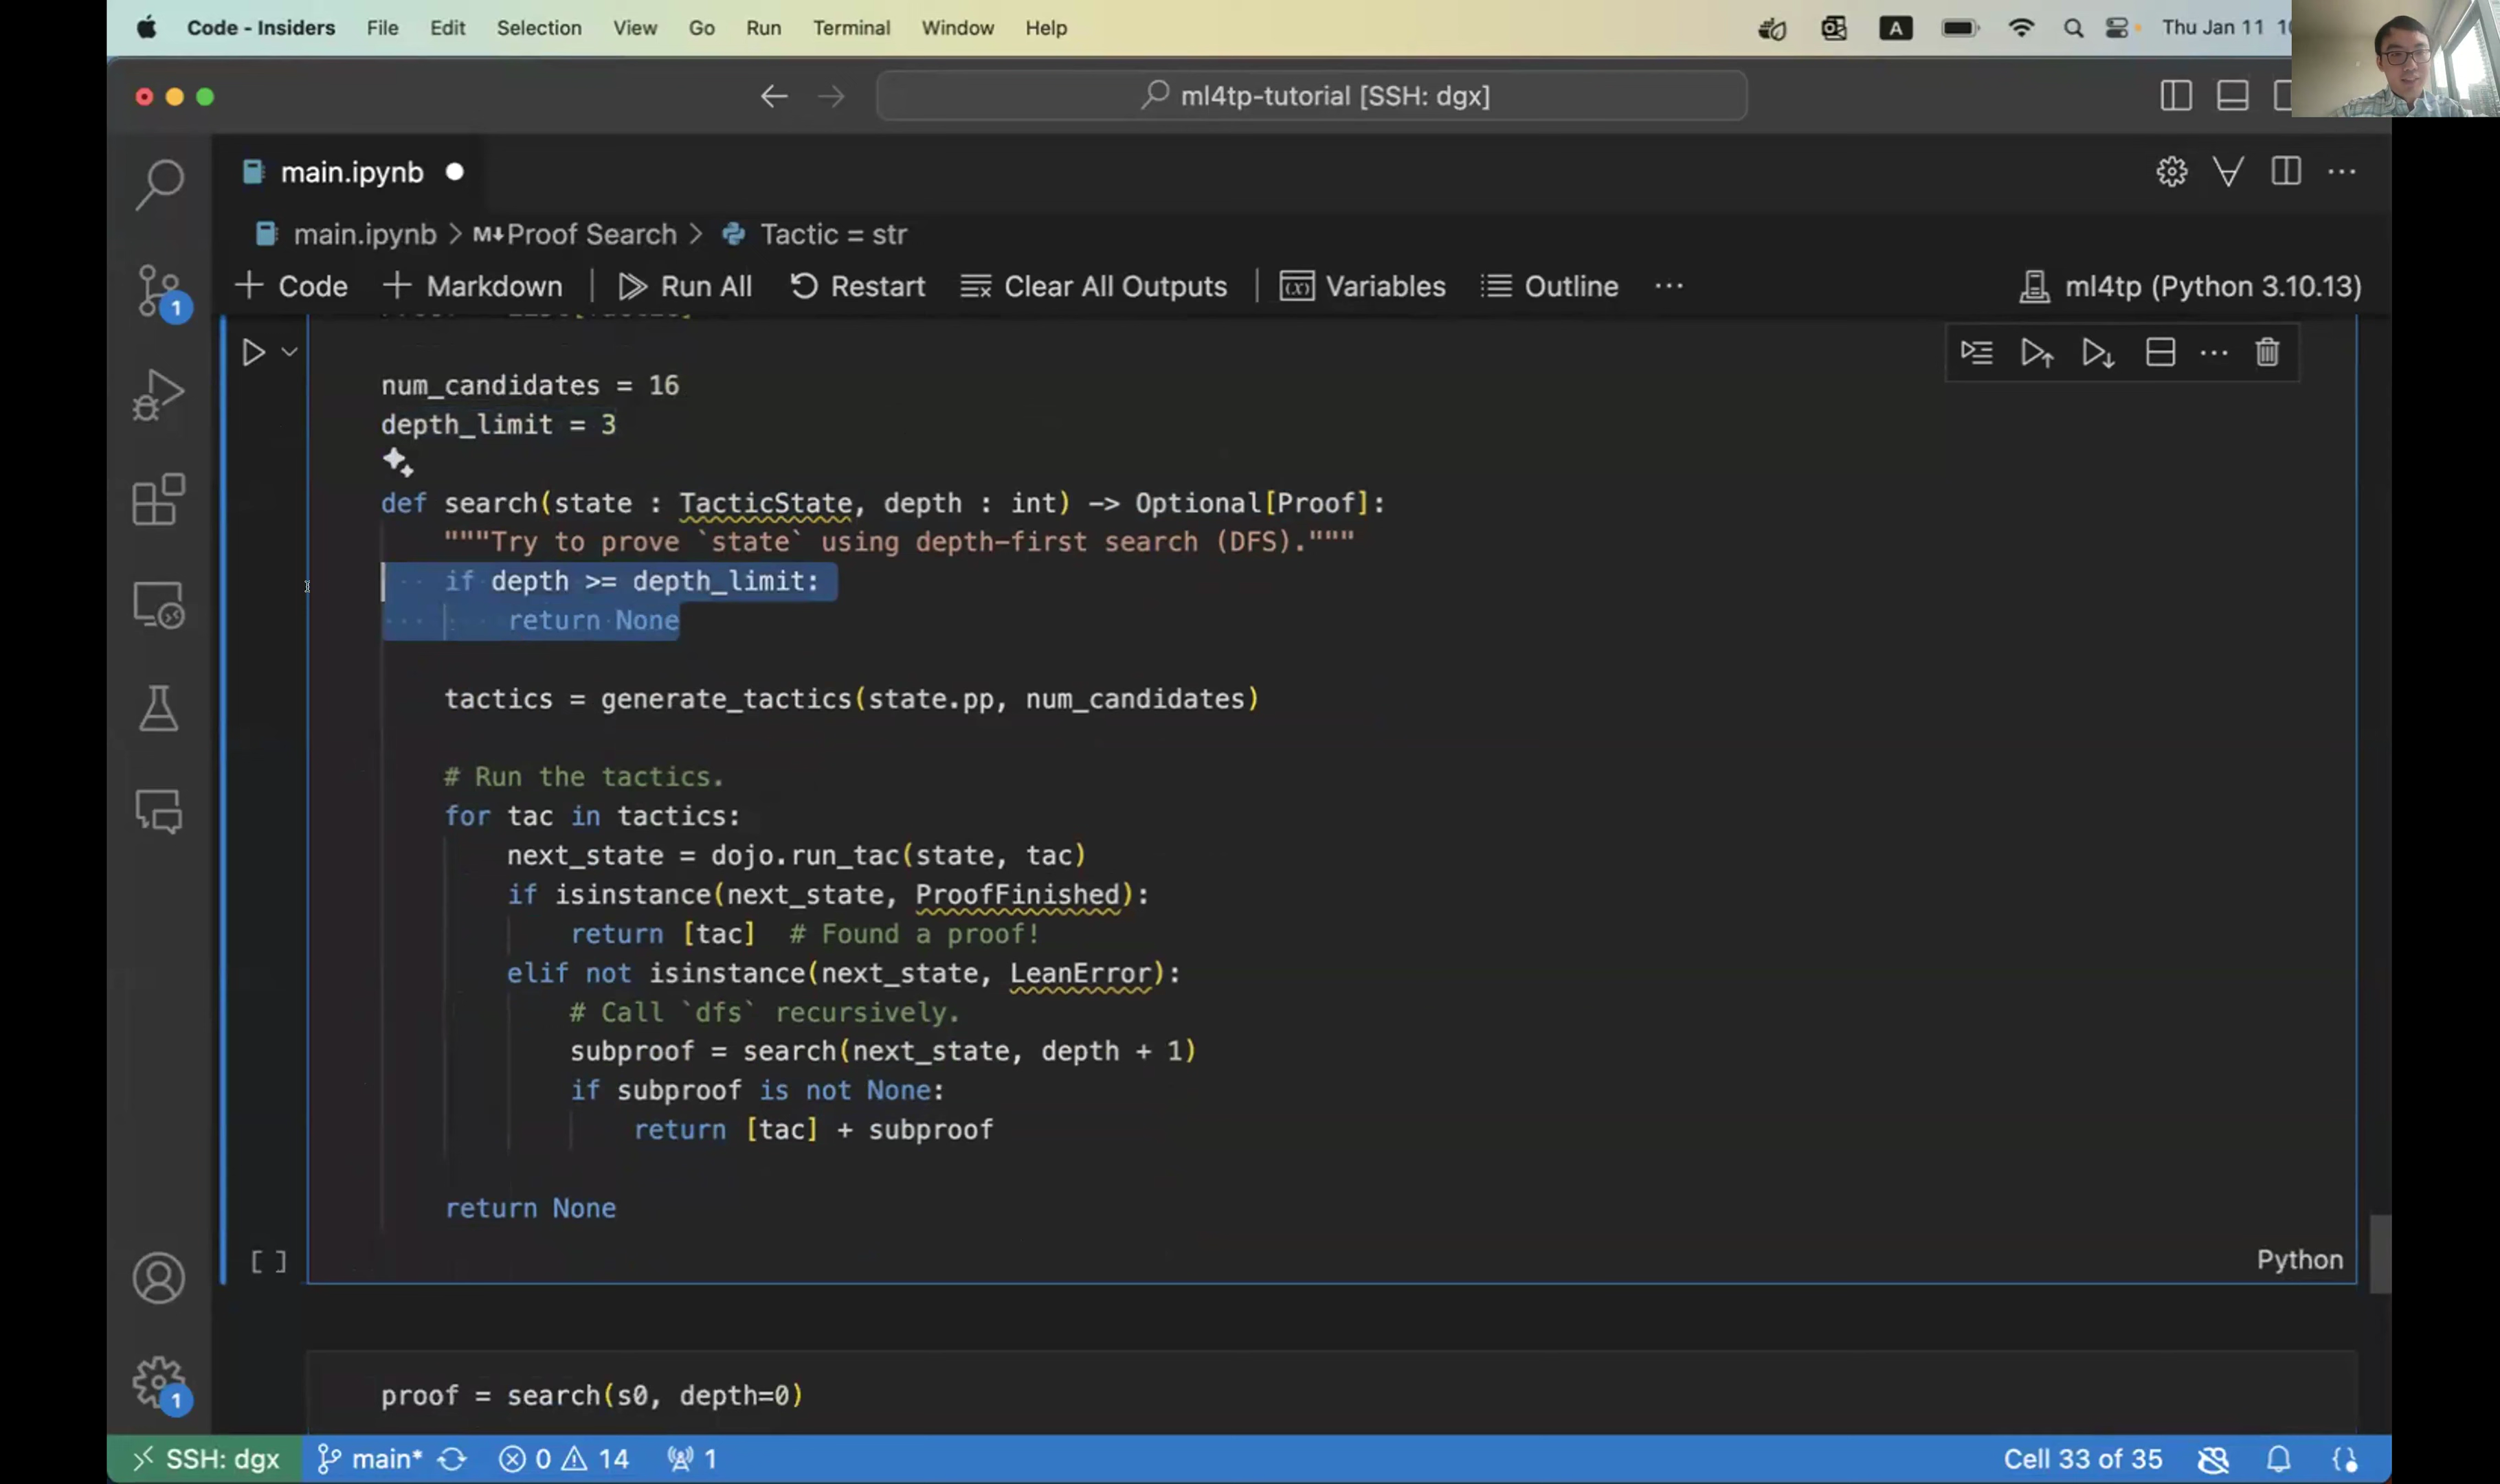 Code - Insiders File Edit Selection View Go Run Terminal Window Help A Thu Jan 11
ml4tp-tutorial [SSH: dgx]
main.ipynb
main.ipynb > M↓Proof Search > Tactic = str
+ Code + Markdown | Run All Restart Clear All Outputs | (x) Variables Outline ··· ml4tp (Python 3.10.13)
num_candidates = 16
depth_limit = 3
def search(state : TacticState, depth : int) -> Optional[Proof]:
"""Try to prove `state` using depth-first search (DFS)."""
if depth >= depth_limit:
return None
tactics = generate_tactics(state.pp, num_candidates)
# Run the tactics.
for tac in tactics:
next_state = dojo.run_tac(state, tac)
if isinstance(next_state, ProofFinished):
return [tac]  # Found a proof!
elif not isinstance(next_state, LeanError):
# Call `dfs` recursively.
subproof = search(next_state, depth + 1)
if subproof is not None:
return [tac] + subproof
return None
[ ] Python
proof = search(s0, depth=0)
1
1
SSH: dgx main* 0 14 1 Cell 33 of 35